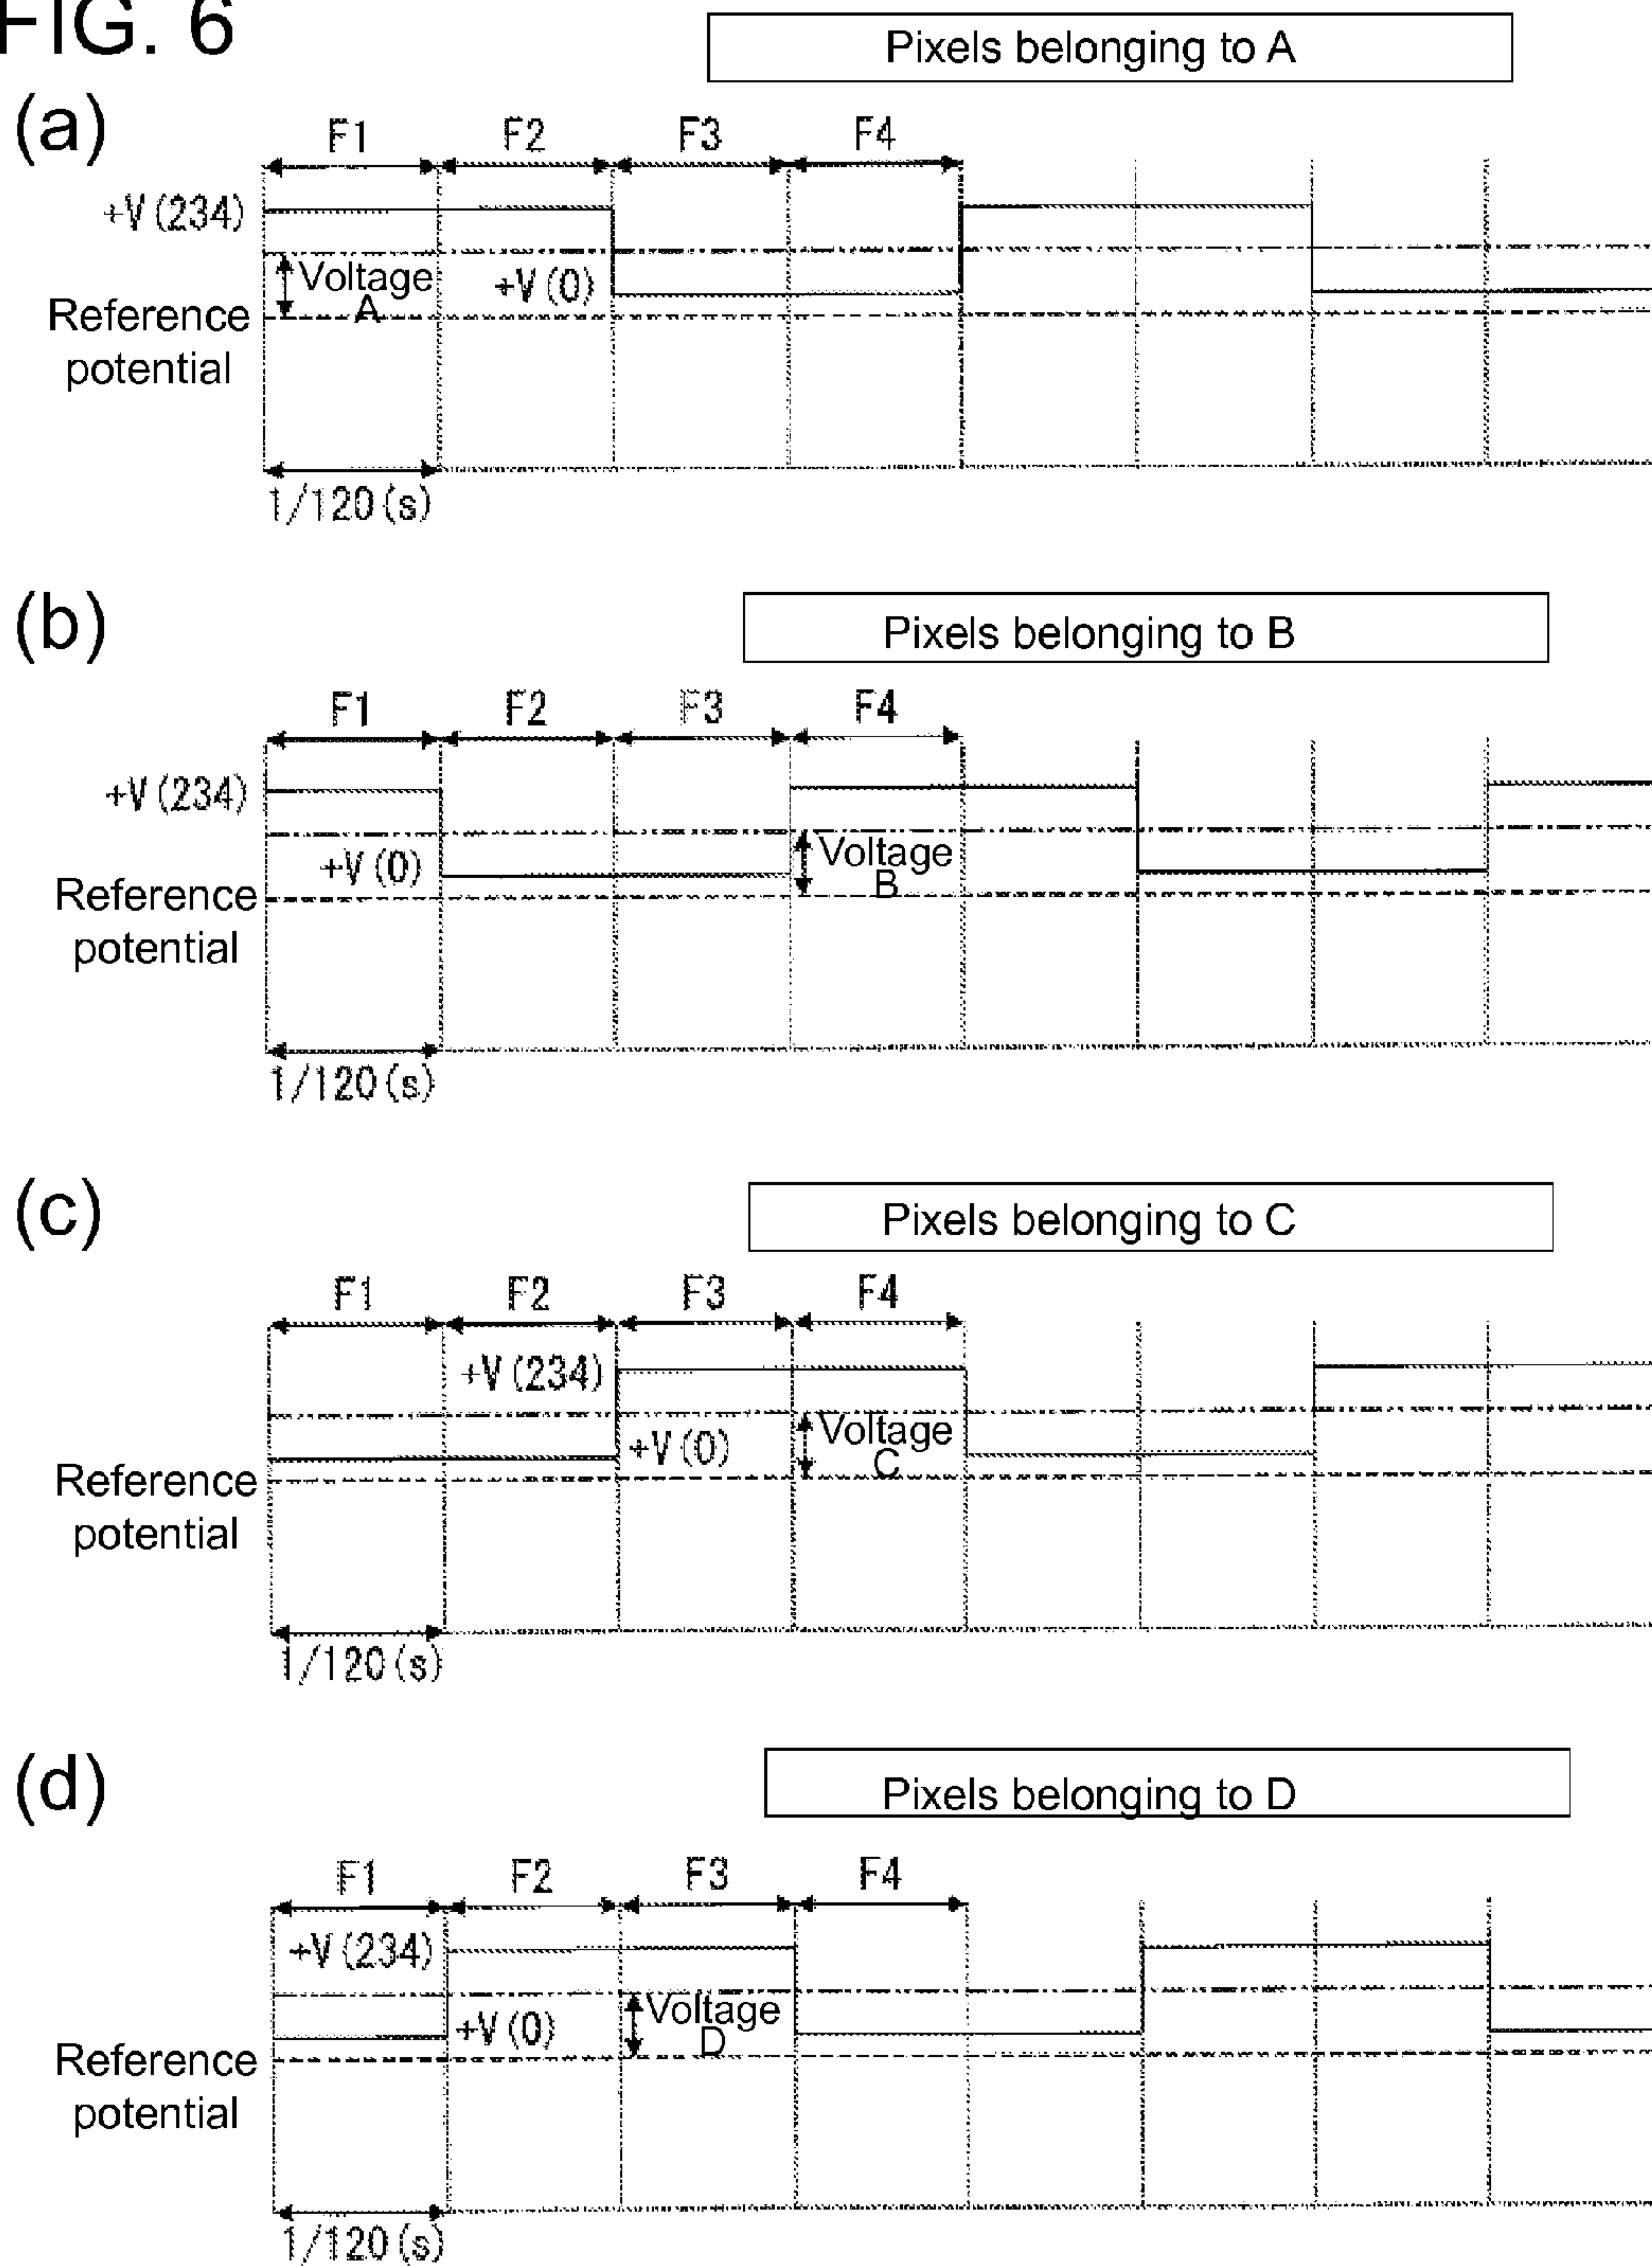 FIG. 6
Pixels belonging to A
(a)
F1 F2 F3 F4
+V(234)
Voltage
A
+V(0)
Reference
potential
1/120(s)
(b)
Pixels belonging to B
F1 F2 F3 F4
+V(234)
+V(0)
Voltage
B
Reference
potential
1/120(s)
(c)
Pixels belonging to C
F1 F2 F3 F4
+V(234)
+V(0)
Voltage
C
Reference
potential
1/120(s)
(d)
Pixels belonging to D
F1 F2 F3 F4
+V(234)
+V(0)
Voltage
D
Reference
potential
1/120(s)